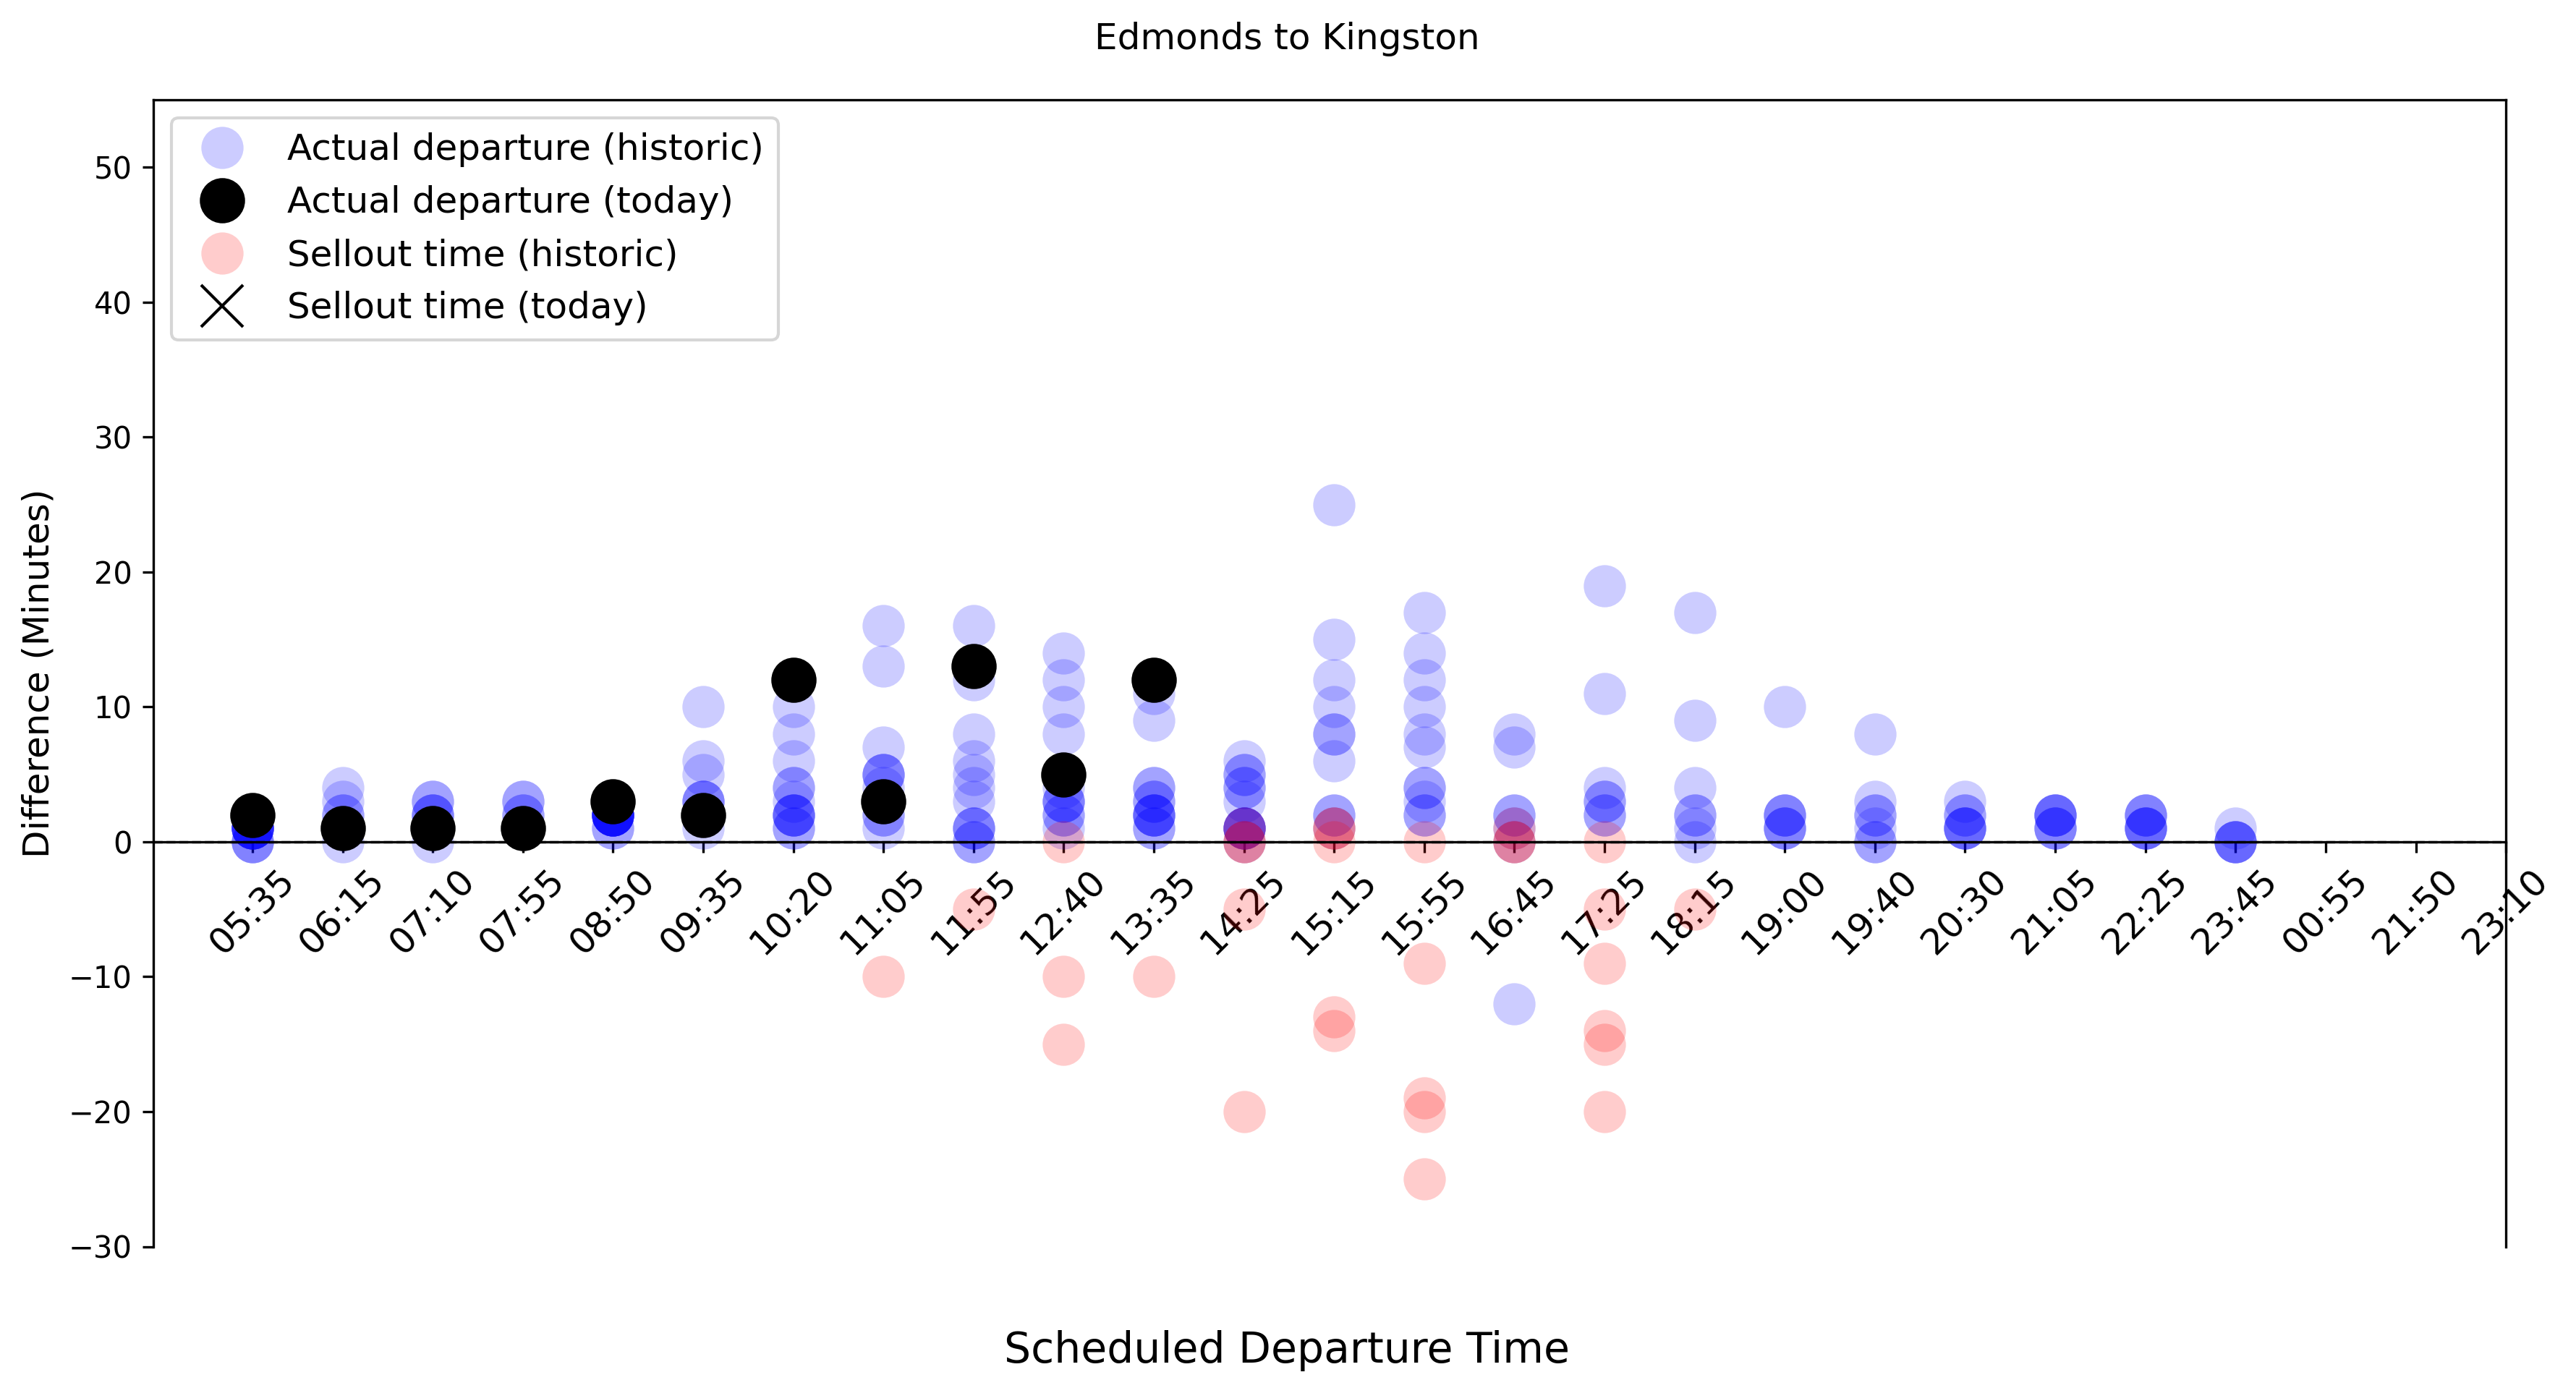 Edmonds to Kingston
Actual departure (historic)
Actual departure (today)
Sellout time (historic)
Sellout time (today)
50
40
30
20
10
0
−10
−20
−30
Difference (Minutes)
05:35 06:15 07:10 07:55 08:50 09:35 10:20 11:05 11:55 12:40 13:35 14:25 15:15 15:55 16:45 17:25 18:15 19:00 19:40 20:30 21:05 22:25 23:45 00:55 21:50 23:10
Scheduled Departure Time